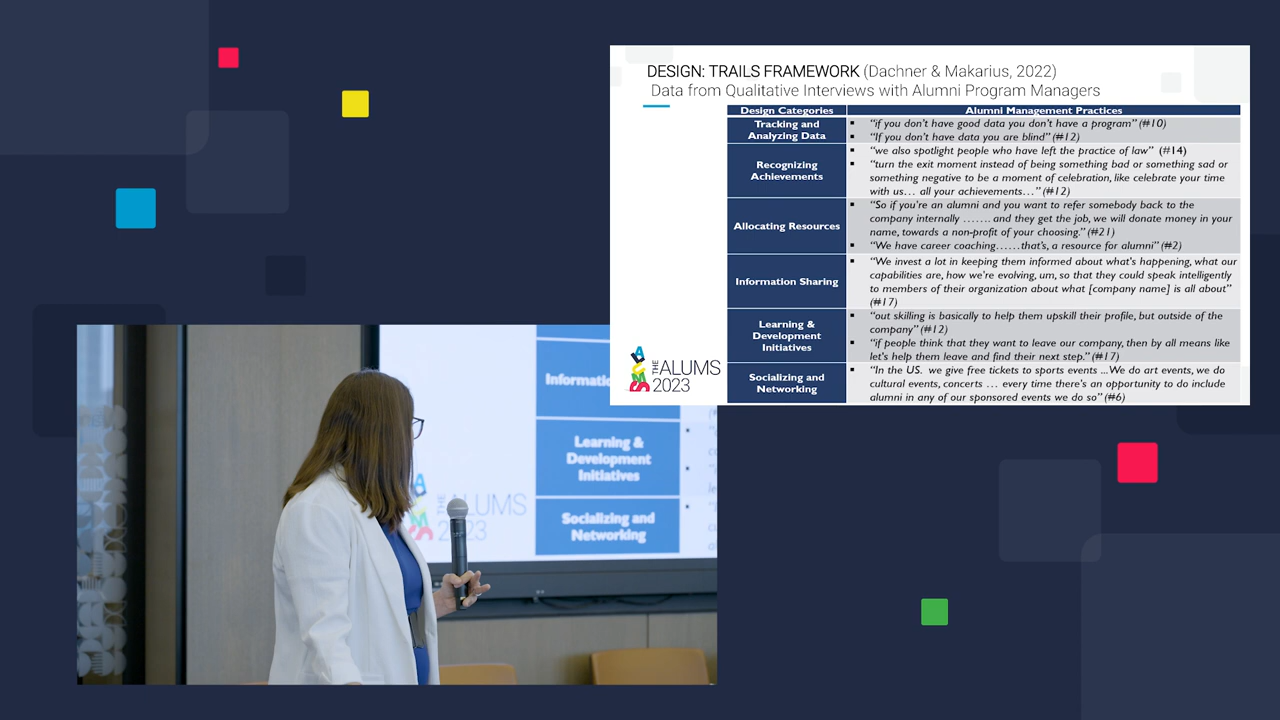 DESIGN: TRAILS FRAMEWORK (Dachner & Makarius, 2022)
Data from Qualitative Interviews with Alumni Program Managers
Design Categories
Alumni Management Practices
Tracking and
Analyzing Data
“if you don't have good data you don't have a program” (#10)
“If you don't have data you are blind” (#12)
Recognizing
Achievements
“we also spotlight people who have left the practice of law” (#14)
“turn the exit moment instead of being something bad or something sad or
something negative to be a moment of celebration, like celebrate your time
with us… all your achievements…” (#12)
Allocating Resources
“So if you're an alumni and you want to refer somebody back to the
company internally ……. and they get the job, we will donate money in your
name, towards a non-profit of your choosing.” (#21)
“We have career coaching……that's, a resource for alumni” (#2)
Information Sharing
“We invest a lot in keeping them informed about what's happening, what our
capabilities are, how we're evolving, um, so that they could speak intelligently
to members of their organization about what [company name] is all about”
(#17)
Learning &
Development
Initiatives
“out skilling is basically to help them upskill their profile, but outside of the
company” (#12)
“if people think that they want to leave our company, then by all means like
let's help them leave and find their next step.” (#17)
Socializing and
Networking
“In the US. we give free tickets to sports events ...We do art events, we do
cultural events, concerts … every time there's an opportunity to do include
alumni in any of our sponsored events we do so” (#6)
THE ALUMS
2023
Learning &
Development
Initiatives
ALUMS
Socializing and
Networking